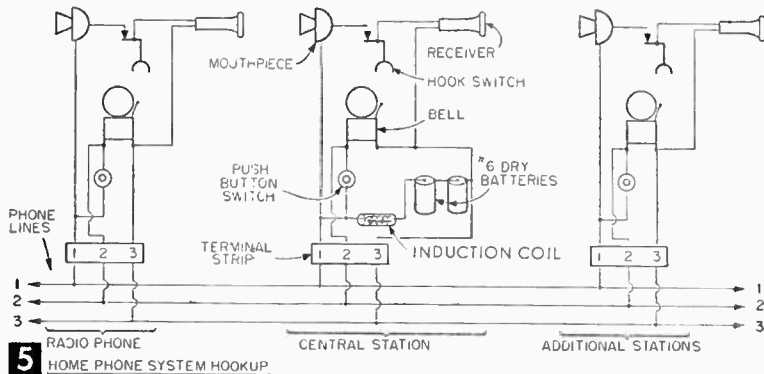 MOUTHPIECE
RECEIVER
HOOK SWITCH
BELL
PUSH
BUTTON
SWITCH
#6 DRY
BATTERIES
INDUCTION COIL
PHONE
LINES
TERMINAL
STRIP
1 2 3
1 2 3
1 2 3
1 1
2 2
3 3
RADIO PHONE
CENTRAL STATION
ADDITIONAL STATIONS
5 HOME PHONE SYSTEM HOOKUP